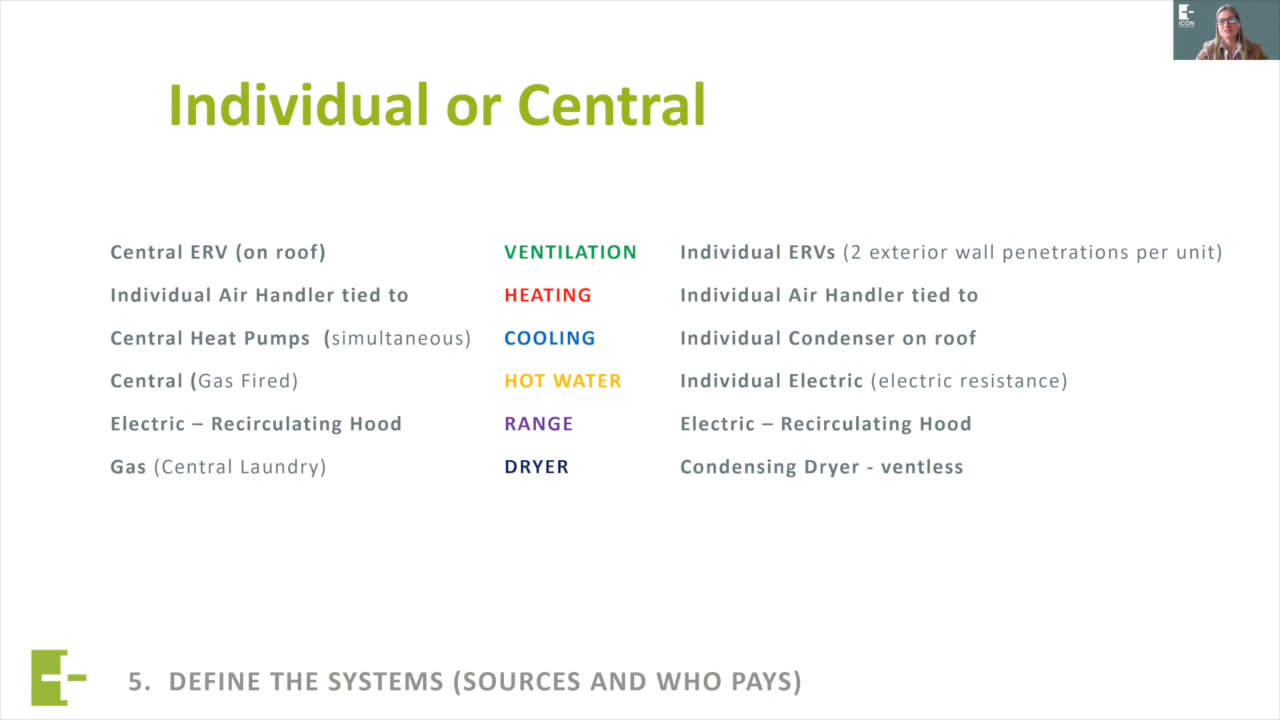 ICON
Individual or Central
Central ERV (on roof) VENTILATION Individual ERVs (2 exterior wall penetrations per unit)
Individual Air Handler tied to HEATING Individual Air Handler tied to
Central Heat Pumps (simultaneous) COOLING Individual Condenser on roof
Central (Gas Fired) HOT WATER Individual Electric (electric resistance)
Electric – Recirculating Hood RANGE Electric – Recirculating Hood
Gas (Central Laundry) DRYER Condensing Dryer - ventless
5. DEFINE THE SYSTEMS (SOURCES AND WHO PAYS)